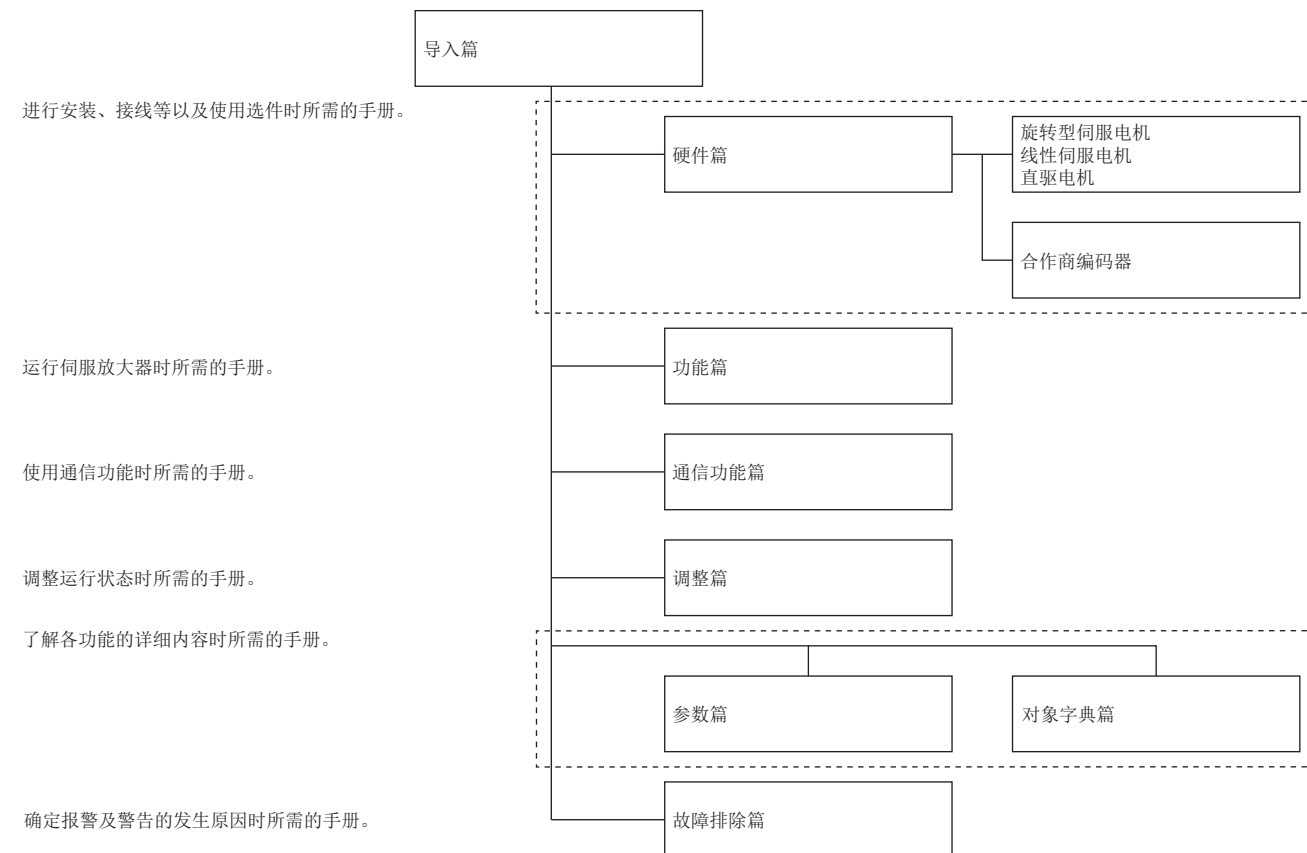 导入篇
进行安装、接线等以及使用选件时所需的手册。
硬件篇
旋转型伺服电机
线性伺服电机
直驱电机
合作商编码器
运行伺服放大器时所需的手册。
功能篇
使用通信功能时所需的手册。
通信功能篇
调整运行状态时所需的手册。
调整篇
了解各功能的详细内容时所需的手册。
参数篇
对象字典篇
确定报警及警告的发生原因时所需的手册。
故障排除篇